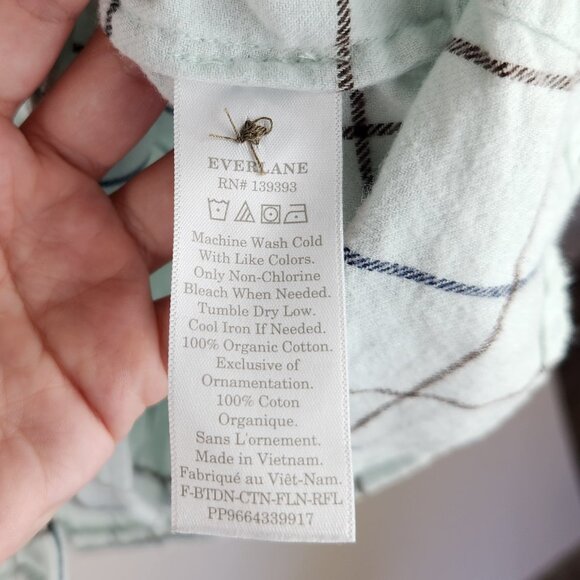 EVERLANE
RN# 139393
Machine Wash Cold
With Like Colors.
Only Non-Chlorine
Bleach When Needed.
Tumble Dry Low.
Cool Iron If Needed.
100% Organic Cotton.
Exclusive of
Ornamentation.
100% Coton
Organique.
Sans L'ornement.
Made in Vietnam.
Fabriqué au Viêt-Nam.
F-BTDN-CTN-FLN-RFL
PP9664339917